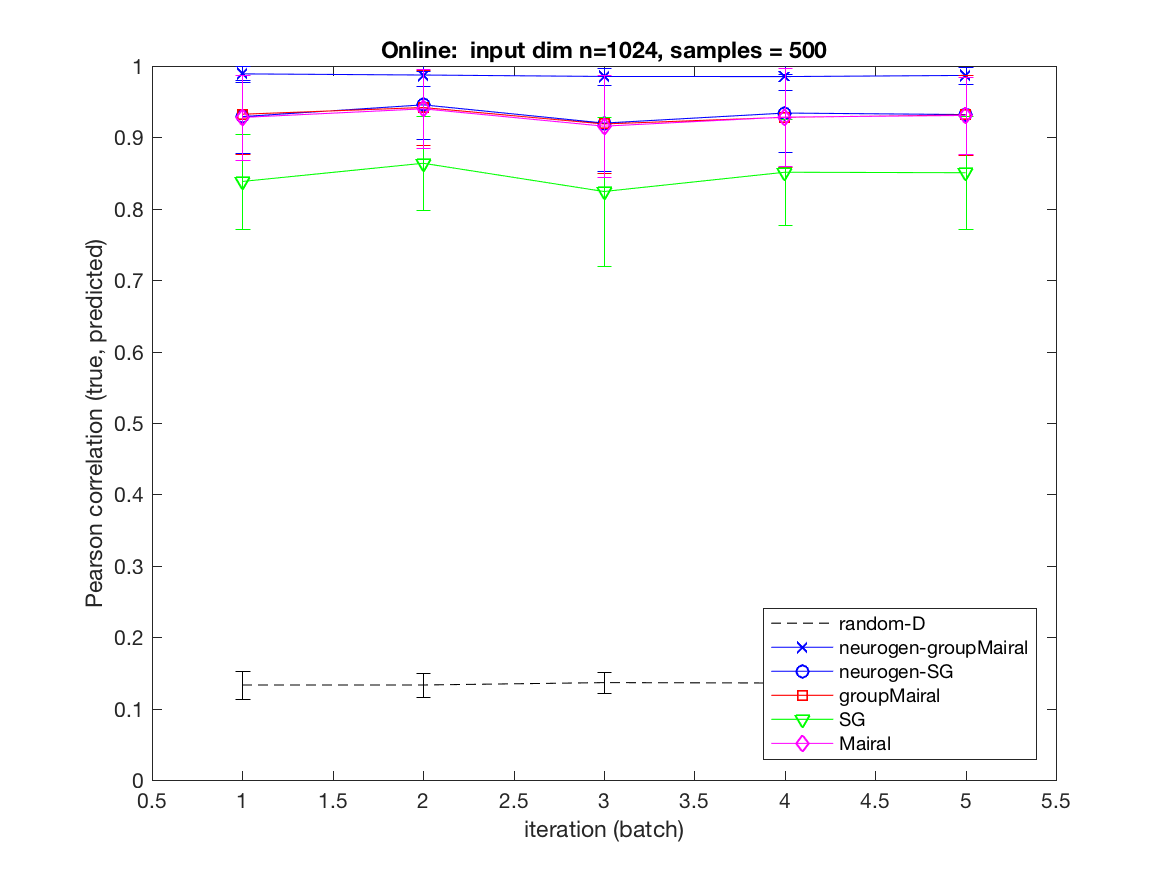 Online:  input dim n=1024, samples = 500
Pearson correlation (true, predicted)
1
0.9
0.8
0.7
0.6
0.5
0.4
0.3
0.2
0.1
0
random-D
neurogen-groupMairal
neurogen-SG
groupMairal
SG
Mairal
0.5 1 1.5 2 2.5 3 3.5 4 4.5 5 5.5
iteration (batch)